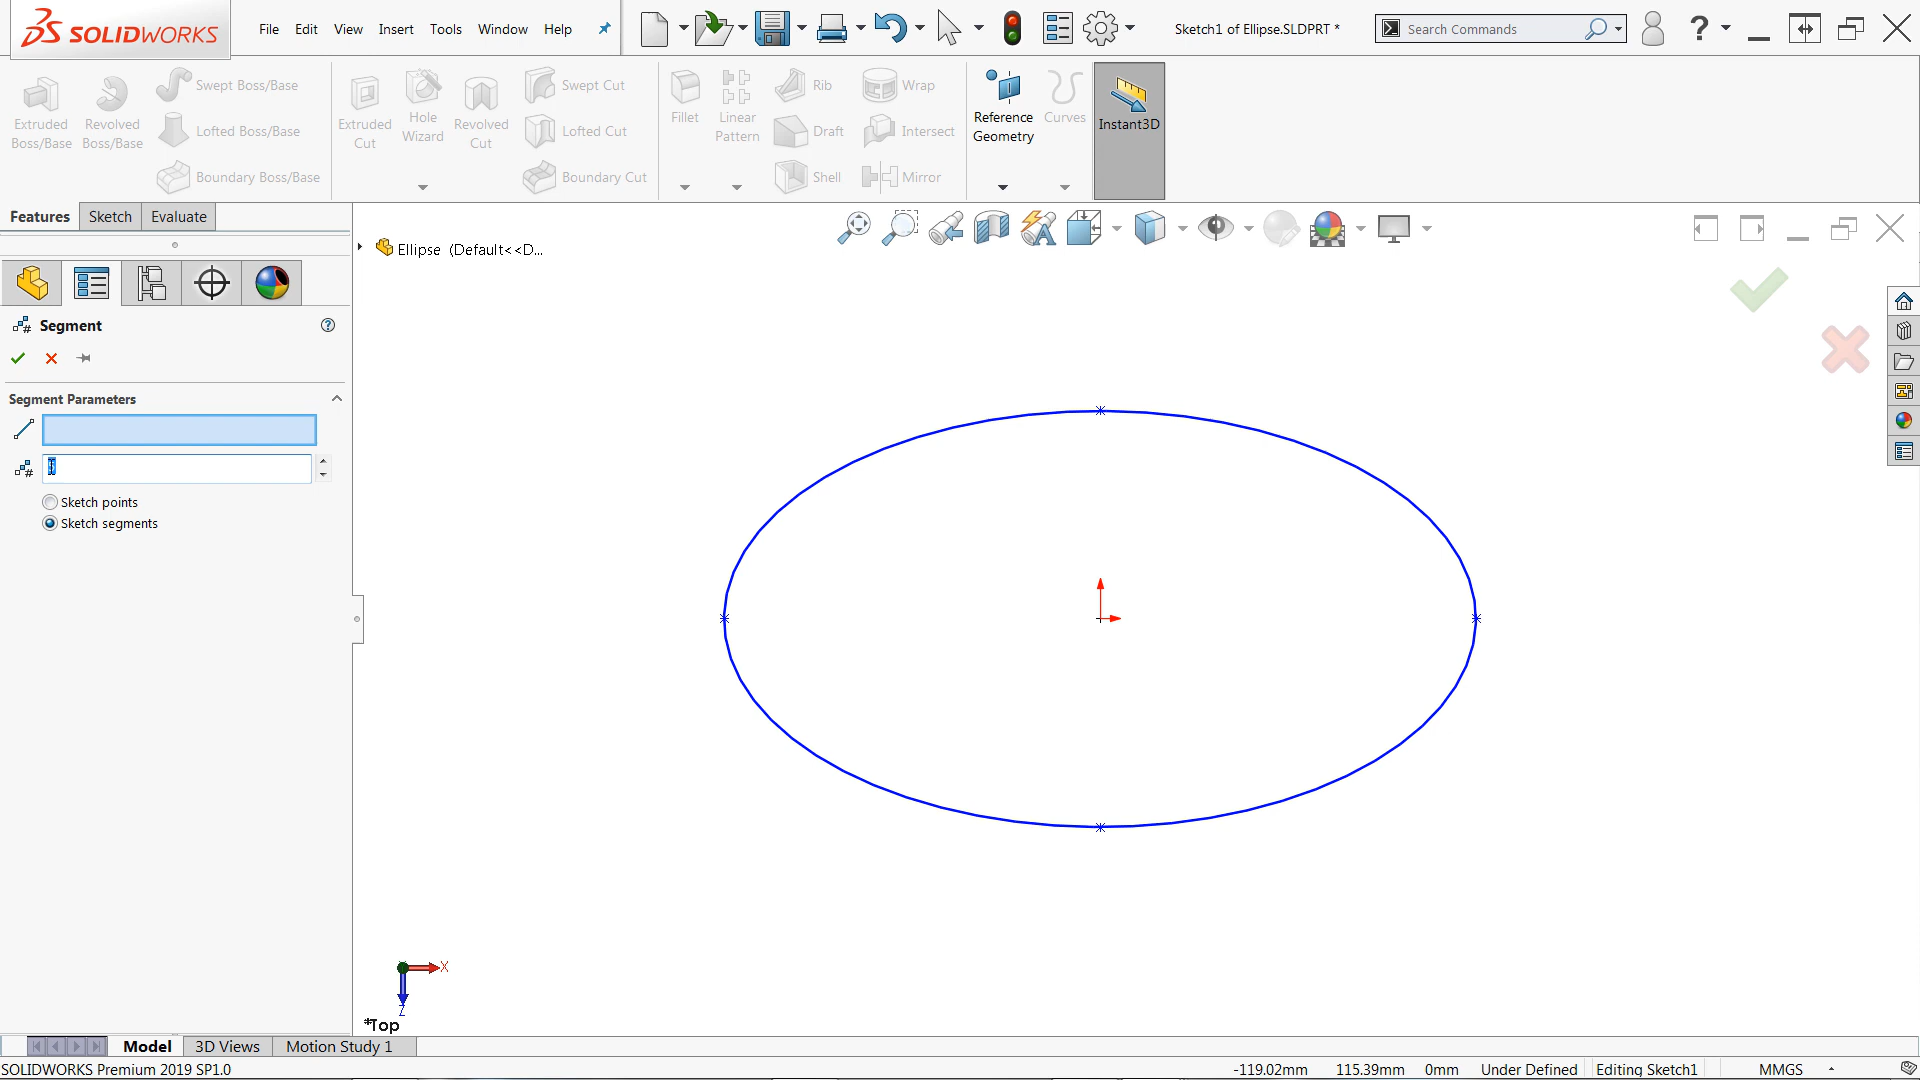 SOLIDWORKS
File Edit View Insert Tools Window Help
Sketch1 of Ellipse.SLDPRT *
Search Commands
?
Extruded Boss/Base
Revolved Boss/Base
Swept Boss/Base
Lofted Boss/Base
Boundary Boss/Base
Extruded Cut
Hole Wizard
Revolved Cut
Swept Cut
Lofted Cut
Boundary Cut
Fillet
Linear Pattern
Rib
Draft
Shell
Wrap
Intersect
Mirror
Reference Geometry
Curves
Instant3D
Features Sketch Evaluate
Ellipse (Default<<D...
Segment
Segment Parameters
Sketch points
Sketch segments
X
Z
*Top
Model 3D Views Motion Study 1
SOLIDWORKS Premium 2019 SP1.0
-119.02mm 115.39mm 0mm Under Defined Editing Sketch1 MMGS